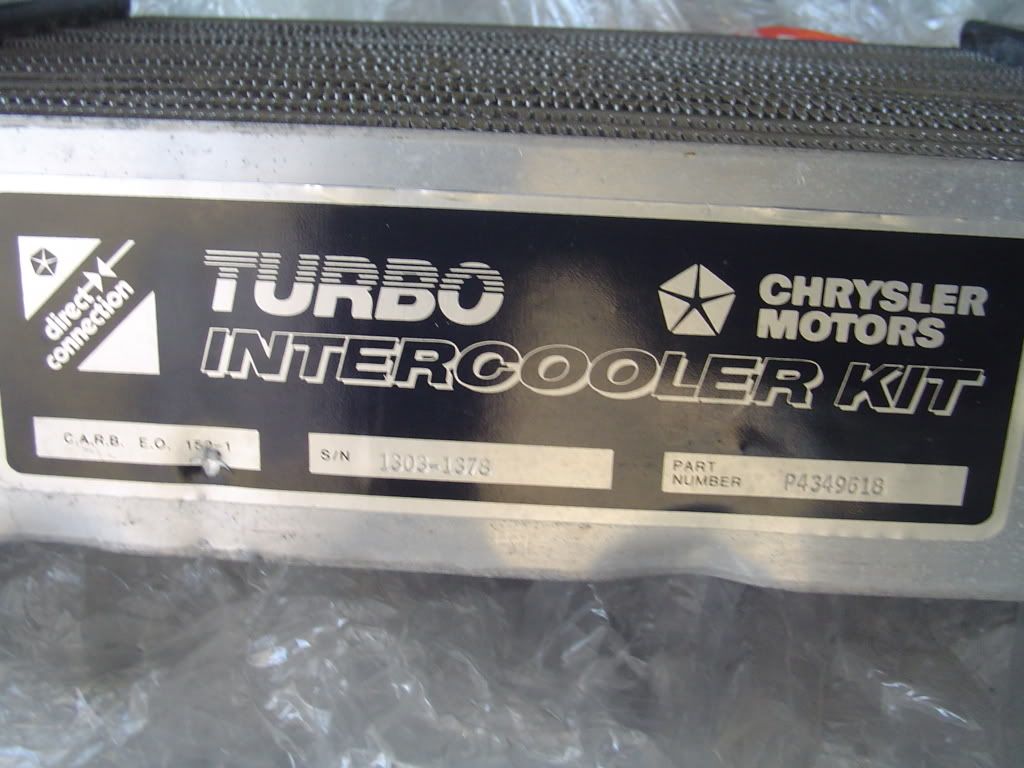 direct
connection
TURBO
INTERCOOLER KIT
CHRYSLER
MOTORS
C.A.R.B. E.O.
S/N 1303-1378
PART
NUMBER P4349618